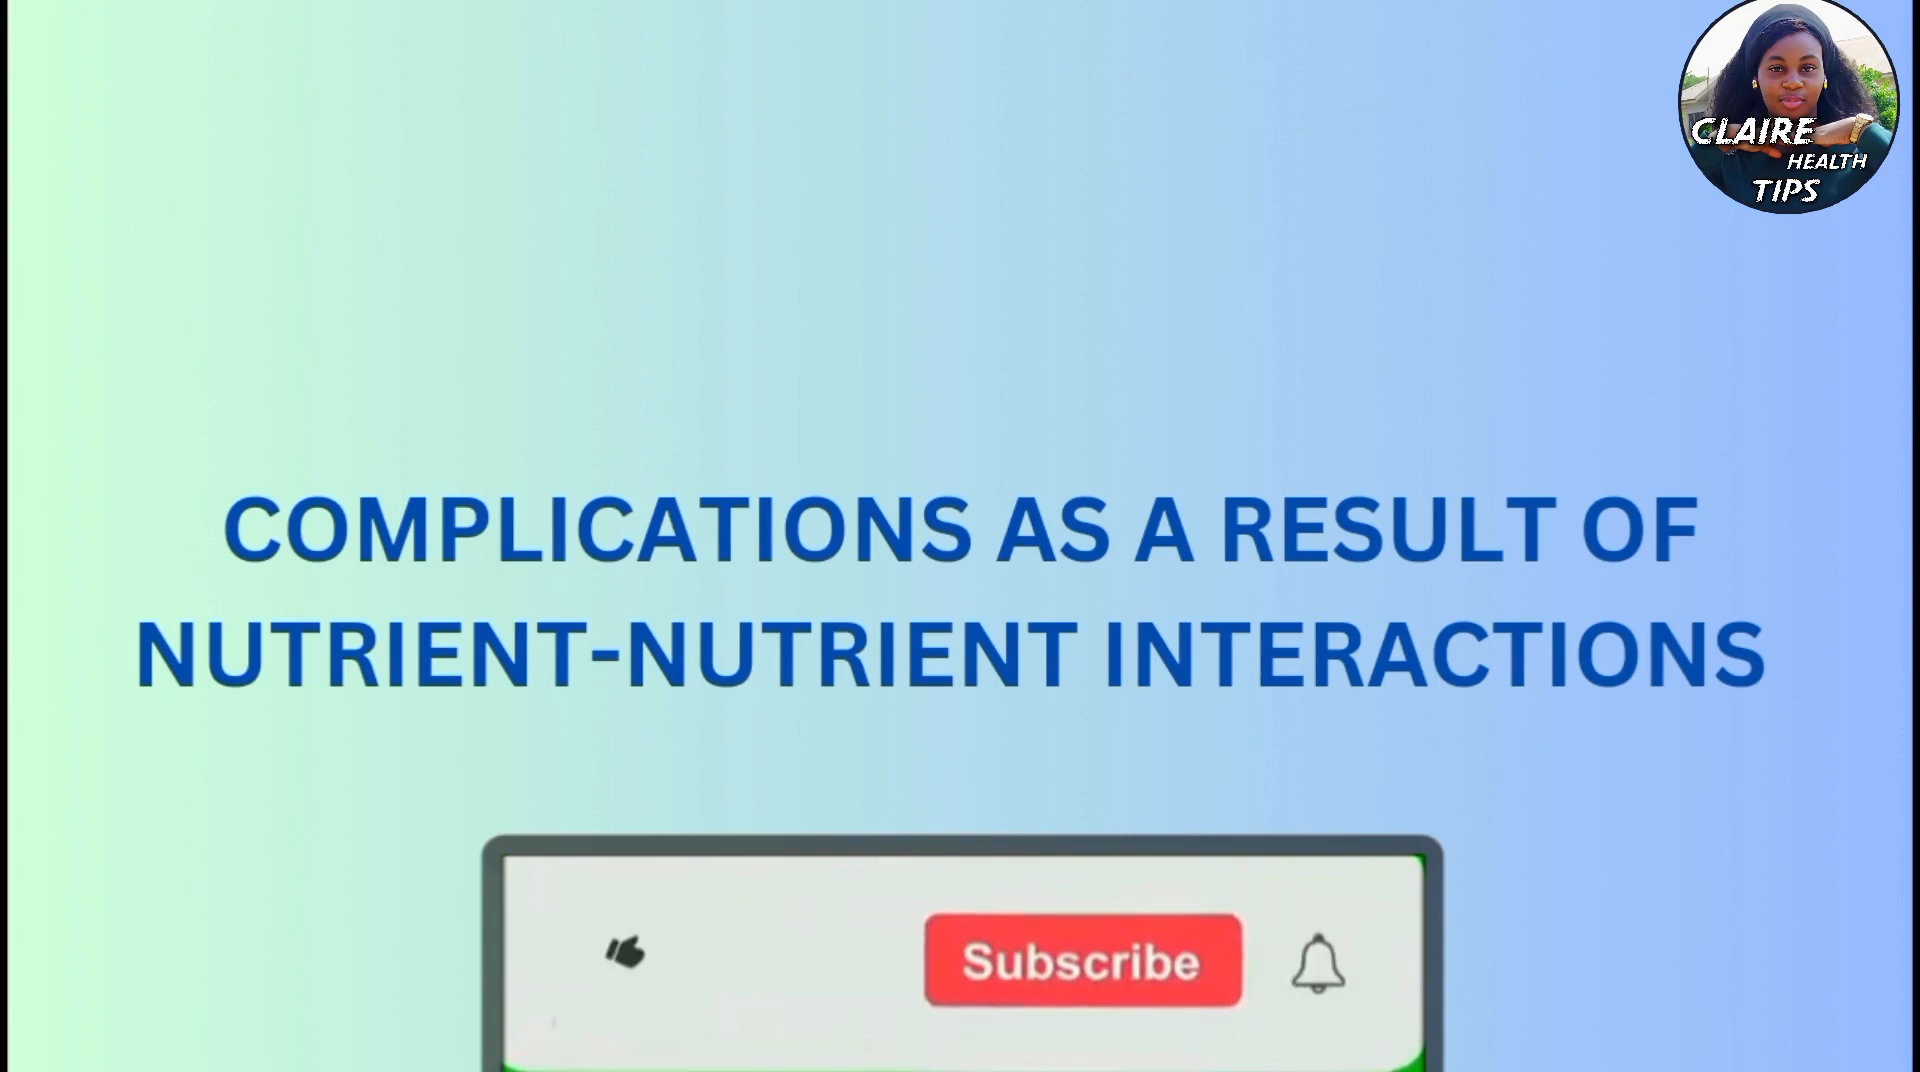 CLAIRE
HEALTH
TIPS
COMPLICATIONS AS A RESULT OF
NUTRIENT-NUTRIENT INTERACTIONS
Subscribe